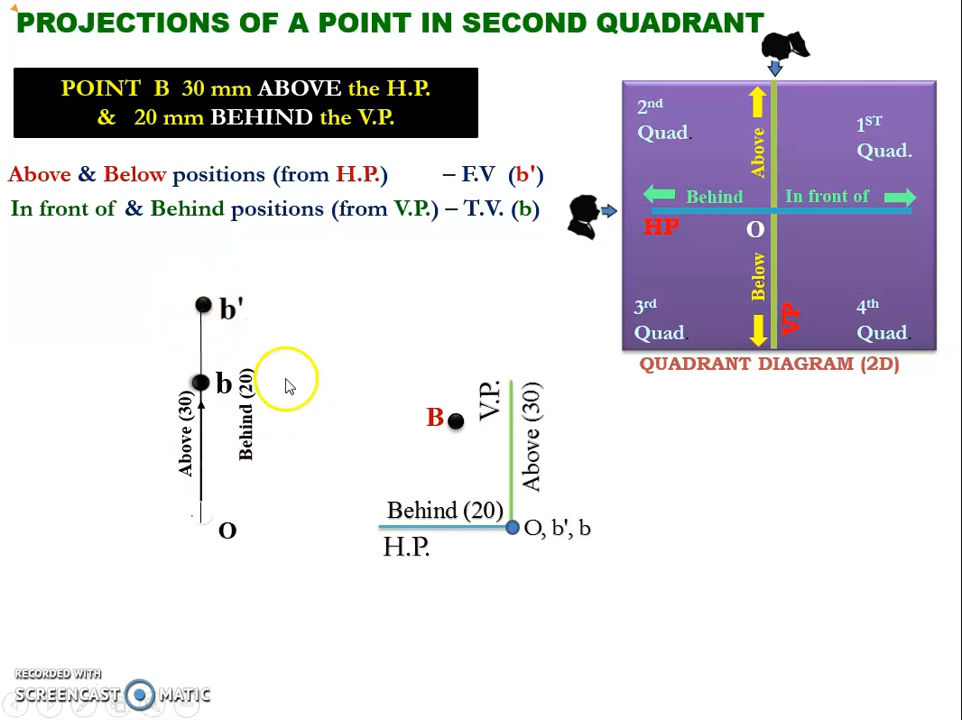 PROJECTIONS OF A POINT IN SECOND QUADRANT
POINT B 30 mm ABOVE the H.P.
& 20 mm BEHIND the V.P.
Above & Below positions (from H.P.) – F.V (b')
In front of & Behind positions (from V.P.) – T.V. (b)
2nd
Quad.
1ST
Quad.
Above
Behind
In front of
HP
O
Below
VP
3rd
Quad.
4th
Quad.
QUADRANT DIAGRAM (2D)
b'
b
Above (30)
Behind (20)
O
B
V.P.
Above (30)
Behind (20)
O, b', b
H.P.
RECORDED WITH
SCREENCAST MATIC